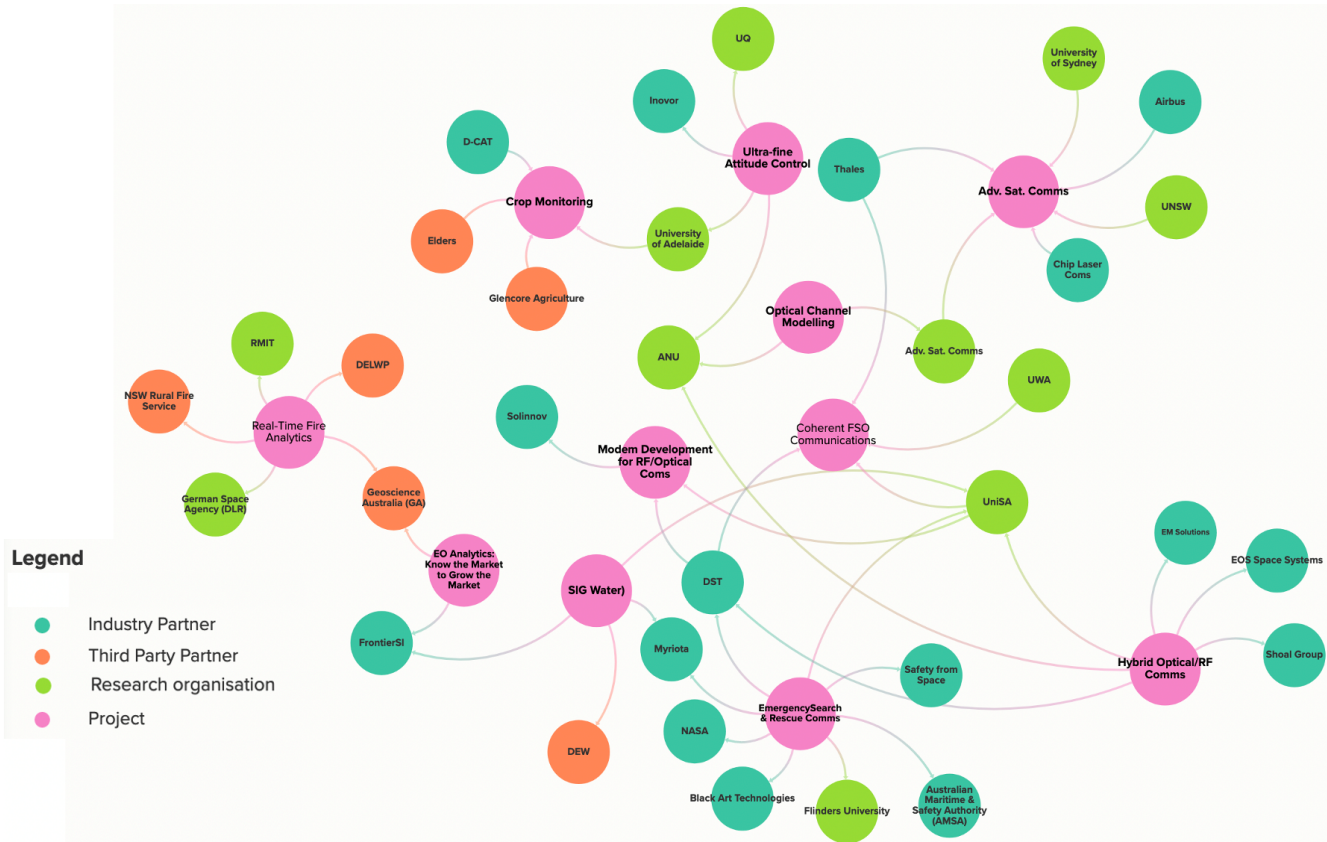 UQ
University
of Sydney
Inovor
Airbus
D-CAT
Ultra-fine
Attitude Control
Thales
Adv. Sat. Comms
Crop Monitoring
UNSW
Elders
University
of Adelaide
Chip Laser
Coms
Glencore Agriculture
Optical Channel
Modelling
RMIT
ANU
Adv. Sat. Comms
DELWP
UWA
NSW Rural Fire
Service
Solinnov
Real-Time Fire
Analytics
Coherent FSO
Communications
Modem Development
for RF/Optical
Coms
German Space
Agency (DLR)
Geoscience
Australia (GA)
UniSA
EM Solutions
EOS Space Systems
Legend
EO Analytics:
Know the Market
to Grow the
Market
SIG Water)
DST
Industry Partner
Third Party Partner
Research organisation
Project
FrontierSI
Myriota
Safety from
Space
Hybrid Optical/RF
Comms
Shoal Group
EmergencySearch
& Rescue Comms
NASA
DEW
Black Art Technologies
Flinders University
Australian
Maritime &
Safety Authority
(AMSA)